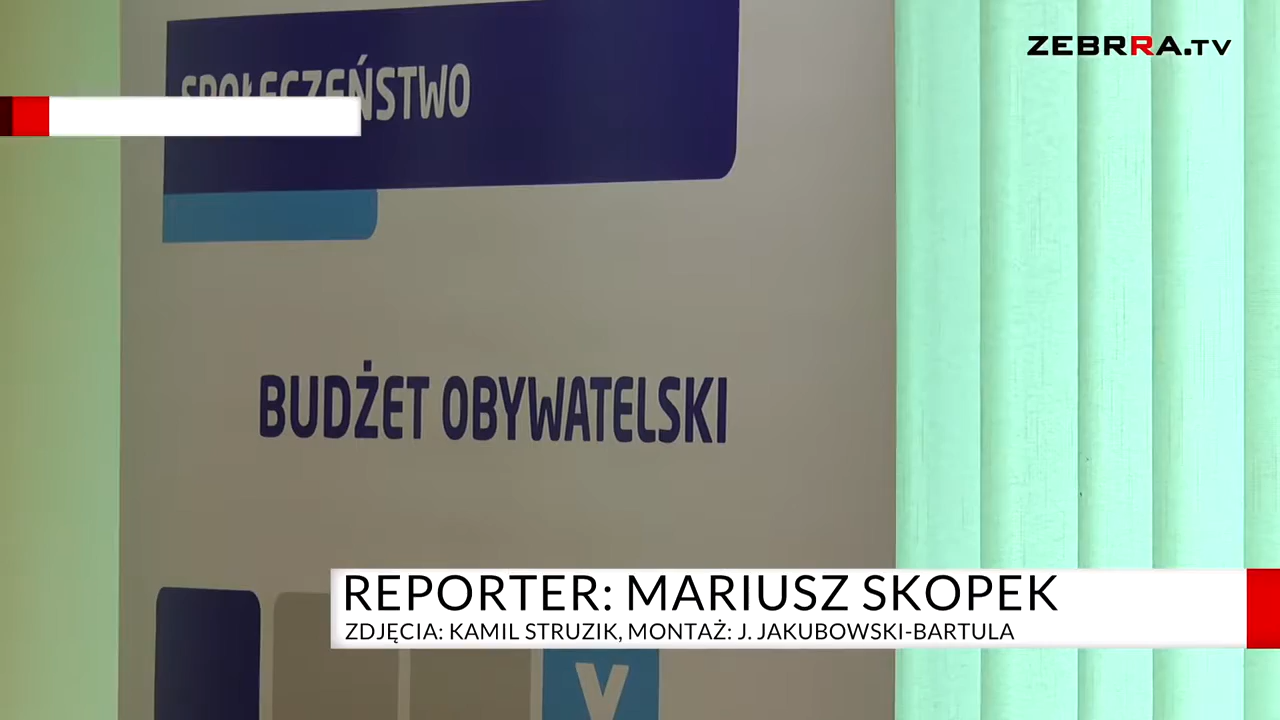 ZEBRRA.TV
SPOŁECZEŃSTWO
BUDŻET OBYWATELSKI
REPORTER: MARIUSZ SKOPEK
ZDJĘCIA: KAMIL STRUZIK, MONTAŻ: J. JAKUBOWSKI-BARTULA
Y